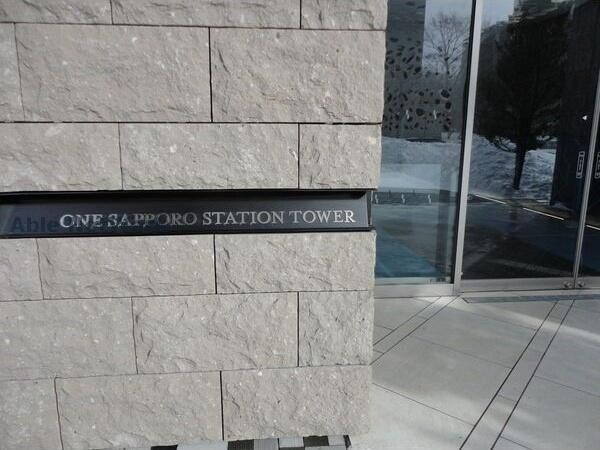 ONE SAPPORO STATION TOWER